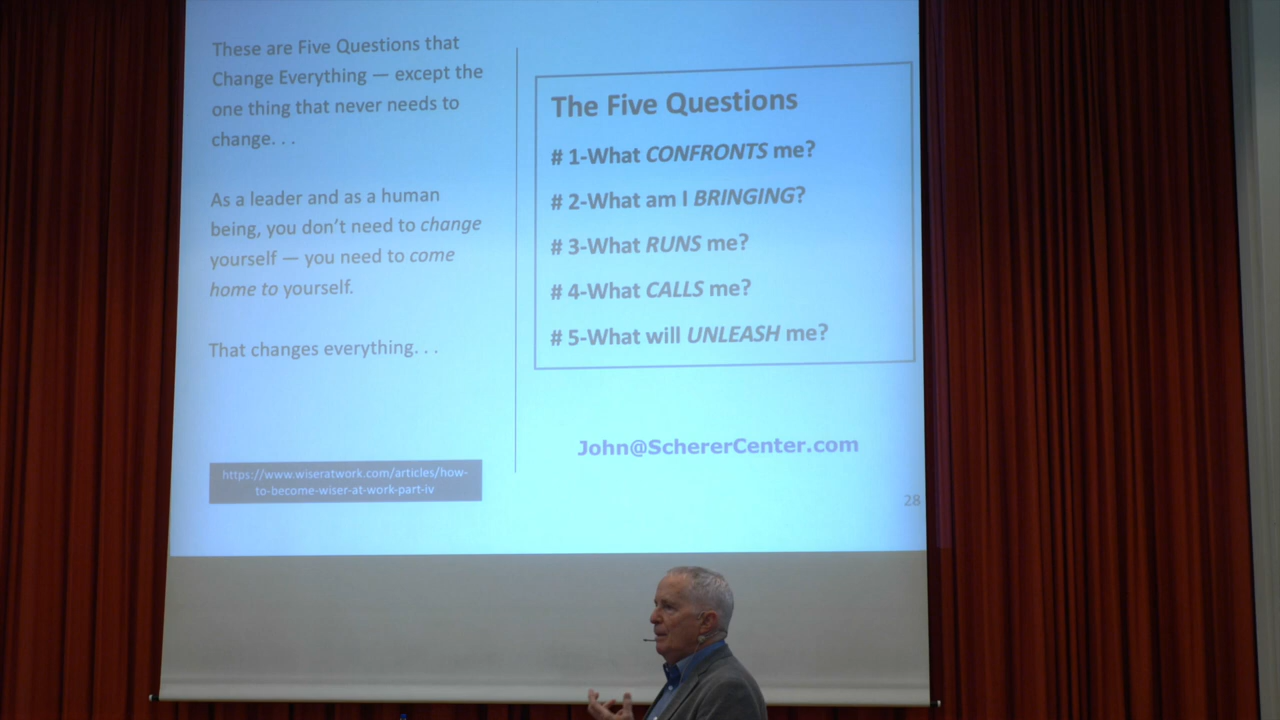 These are Five Questions that
Change Everything — except the
one thing that never needs to
change. . .
As a leader and as a human
being, you don't need to change
yourself — you need to come
home to yourself.
That changes everything. . .
https://www.wiseratwork.com/articles/how-
to-become-wiser-at-work-part-iv
The Five Questions
# 1-What CONFRONTS me?
# 2-What am I BRINGING?
# 3-What RUNS me?
# 4-What CALLS me?
# 5-What will UNLEASH me?
John@SchererCenter.com
28